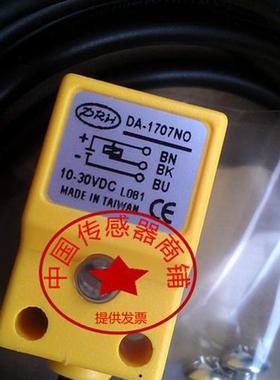 DRH
DA-1707NO
+
BN
BK
-
BU
10-30VDC L081
MADE IN TAIWAN CE
中国传感器商铺
提供发票